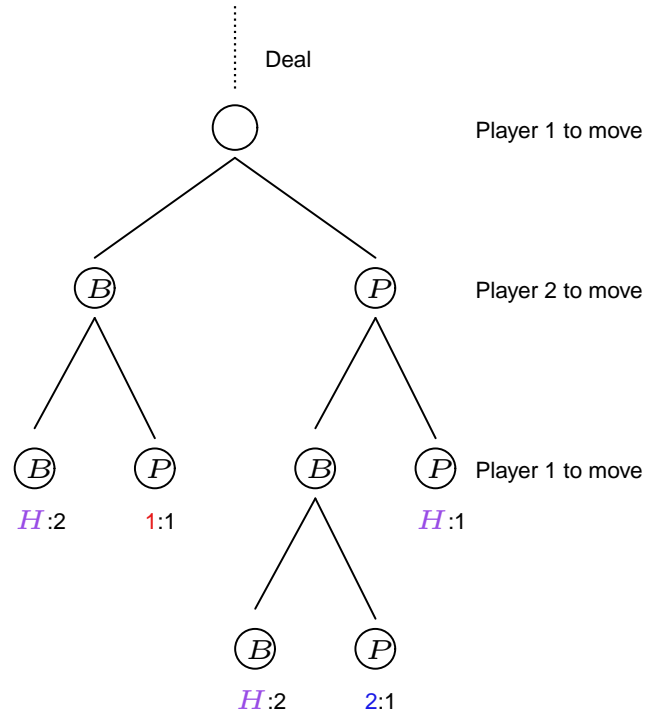 Deal
Player 1 to move
B P Player 2 to move
B P B P Player 1 to move
H:2 1:1 H:1
B P
H:2 2:1